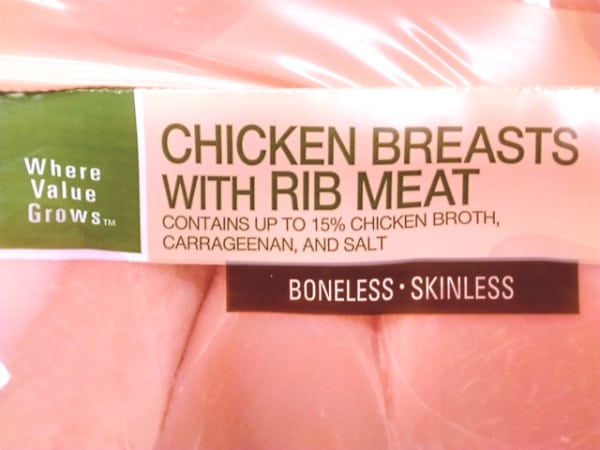 Where
Value
Grows™
CHICKEN BREASTS
WITH RIB MEAT
CONTAINS UP TO 15% CHICKEN BROTH,
CARRAGEENAN, AND SALT
BONELESS • SKINLESS